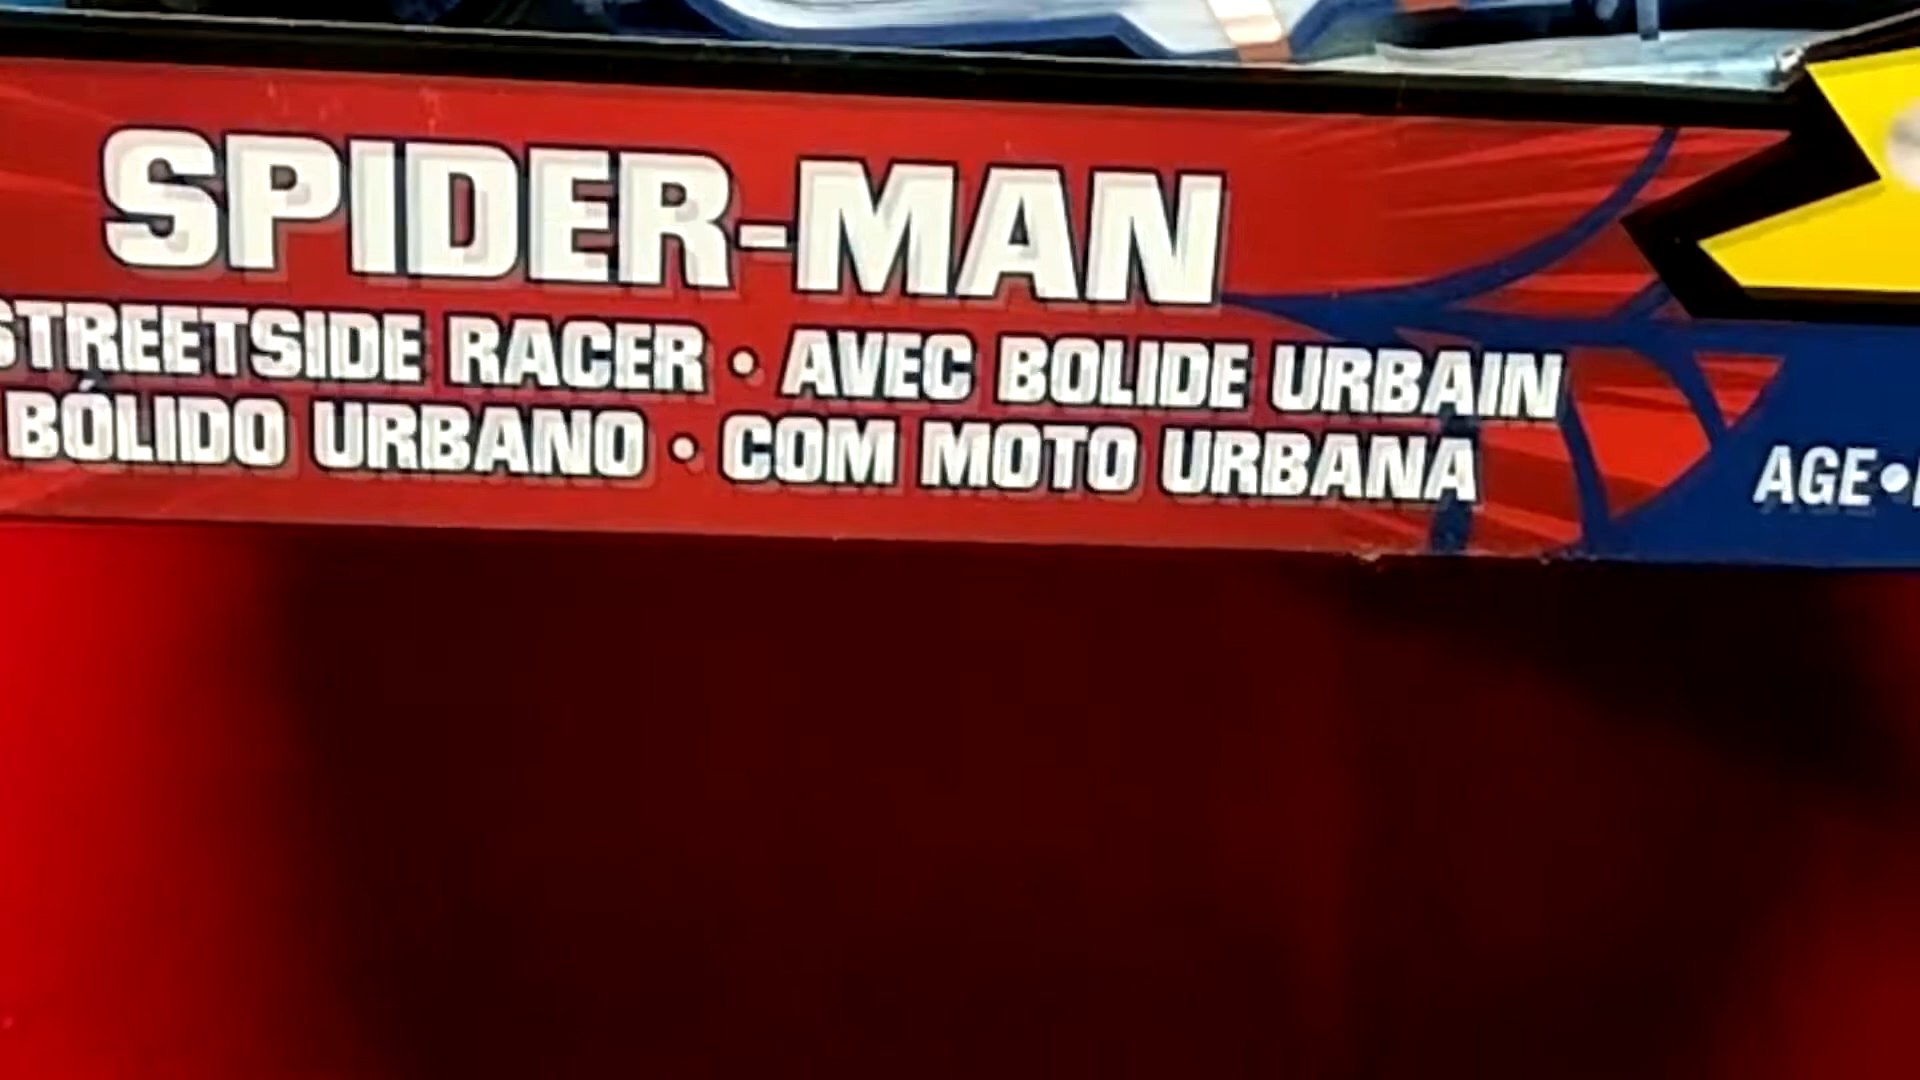 SPIDER-MAN
STREETSIDE RACER • AVEC BOLIDE URBAIN
BÓLIDO URBANO • COM MOTO URBANA
AGE•